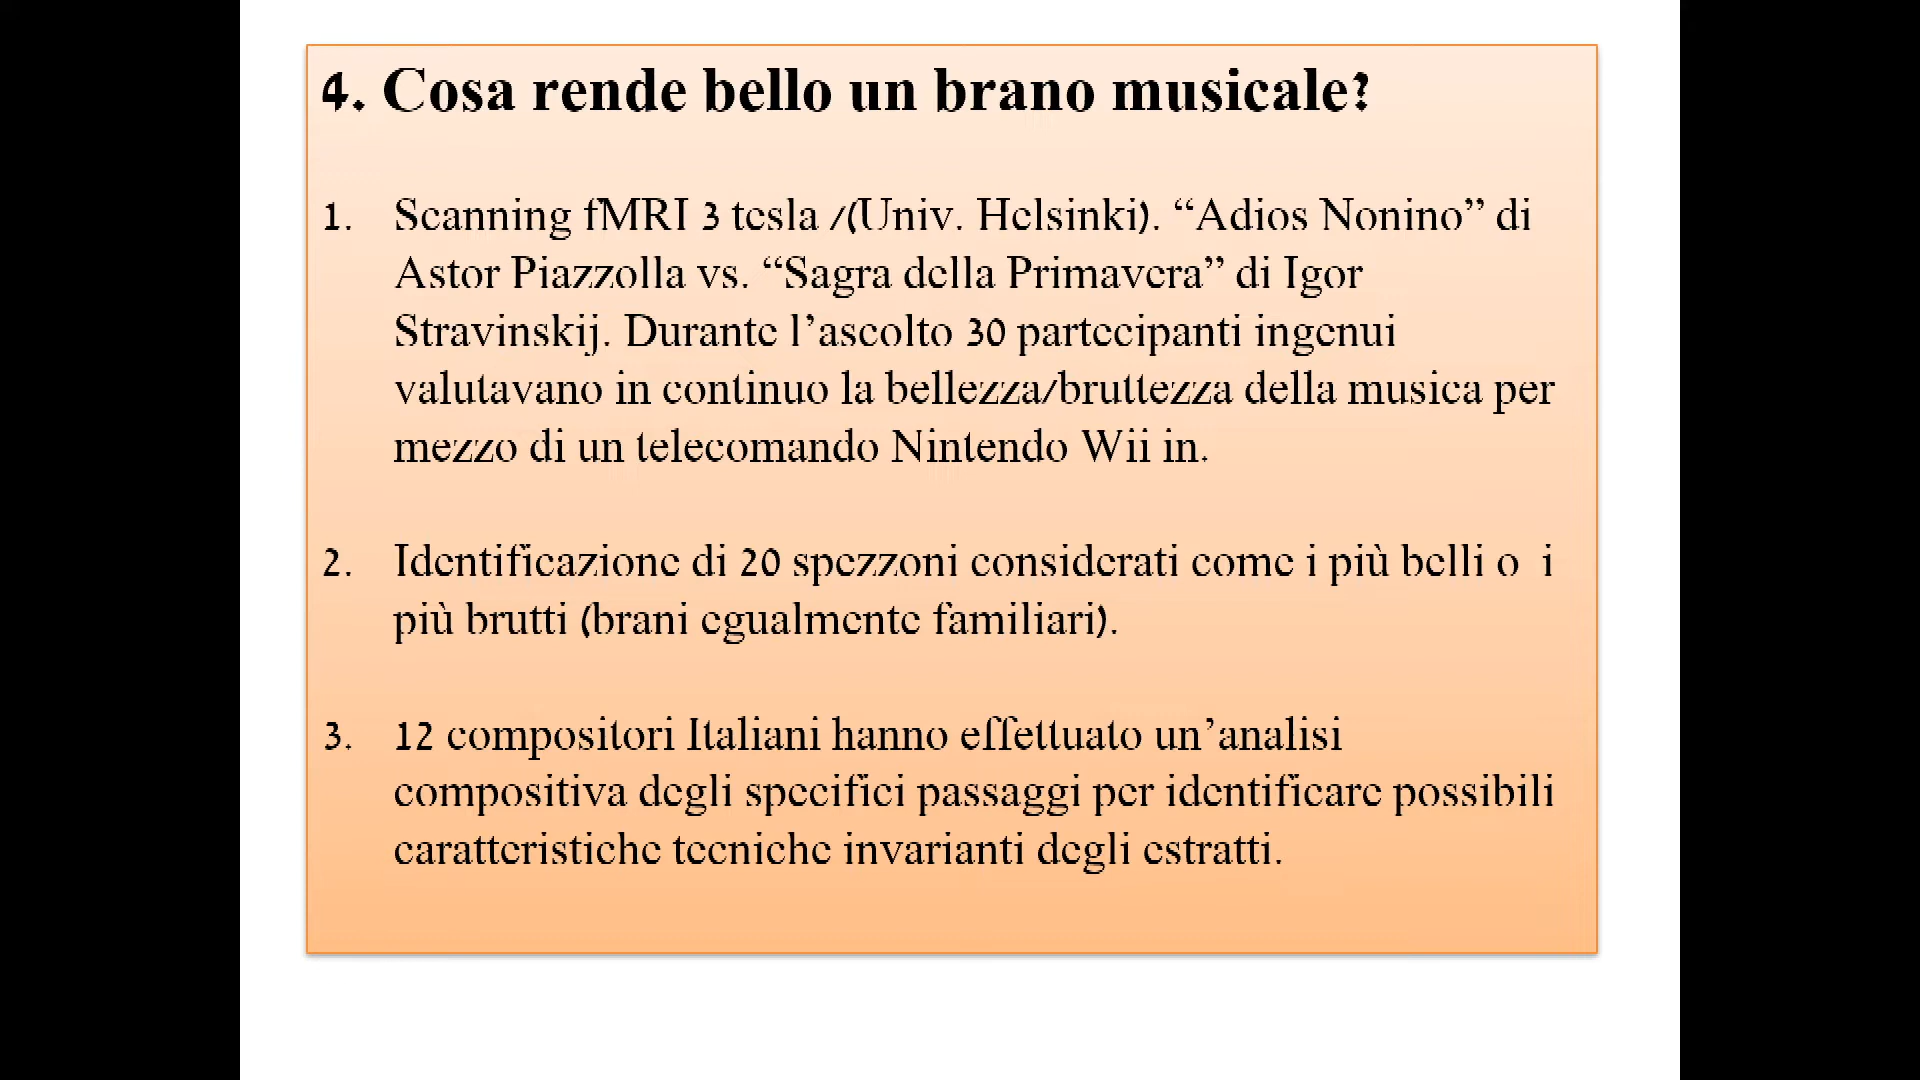 4. Cosa rende bello un brano musicale?
1. Scanning fMRI 3 tesla /(Univ. Helsinki). “Adios Nonino” di
Astor Piazzolla vs. “Sagra della Primavera” di Igor
Stravinskij. Durante l’ascolto 30 partecipanti ingenui
valutavano in continuo la bellezza/bruttezza della musica per
mezzo di un telecomando Nintendo Wii in.
2. Identificazione di 20 spezzoni considerati come i più belli o i
più brutti (brani egualmente familiari).
3. 12 compositori Italiani hanno effettuato un’analisi
compositiva degli specifici passaggi per identificare possibili
caratteristiche tecniche invarianti degli estratti.